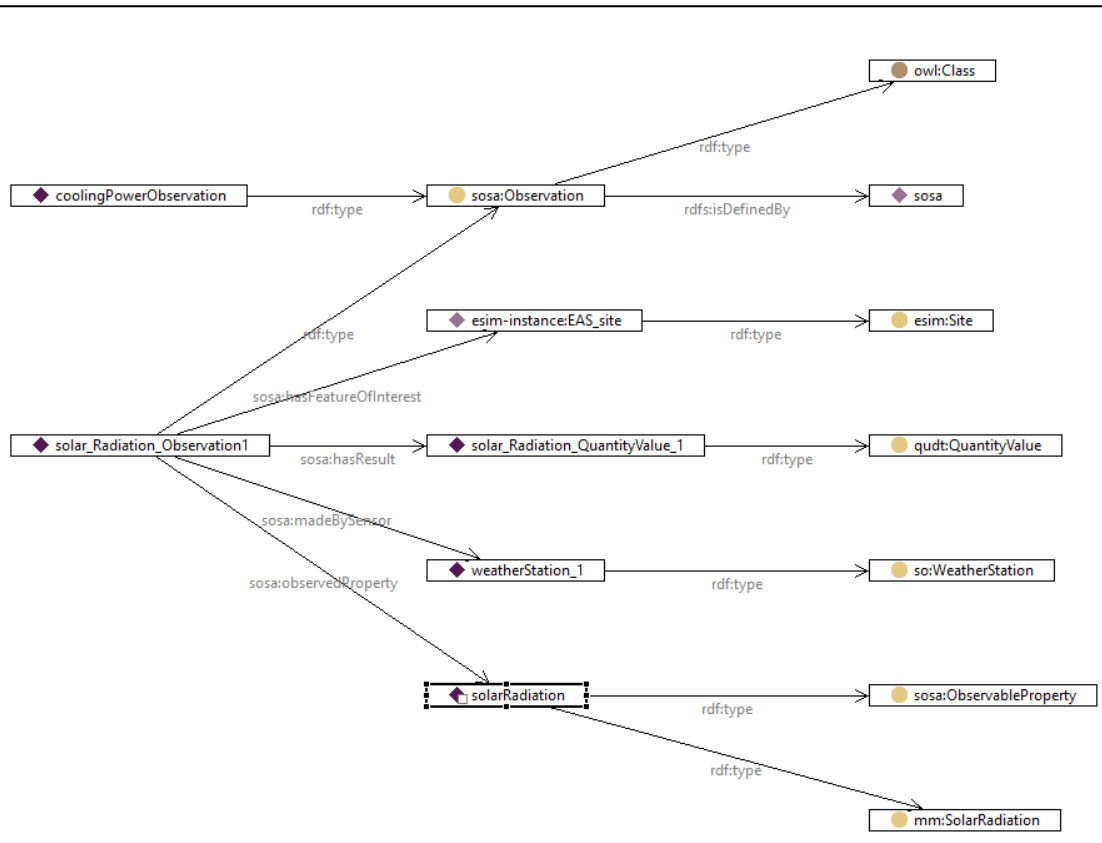 owl:Class
rdf:type
coolingPowerObservation
rdf:type
sosa:Observation
rdfs:isDefinedBy
sosa
esim-instance:EAS_site
rdf:type
esim:Site
rdf:type
sosa:hasFeatureOfInterest
solar_Radiation_Observation1
sosa:hasResult
solar_Radiation_QuantityValue_1
rdf:type
qudt:QuantityValue
sosa:madeBySensor
weatherStation_1
rdf:type
so:WeatherStation
sosa:observedProperty
solarRadiation
rdf:type
sosa:ObservableProperty
rdf:type
mm:SolarRadiation